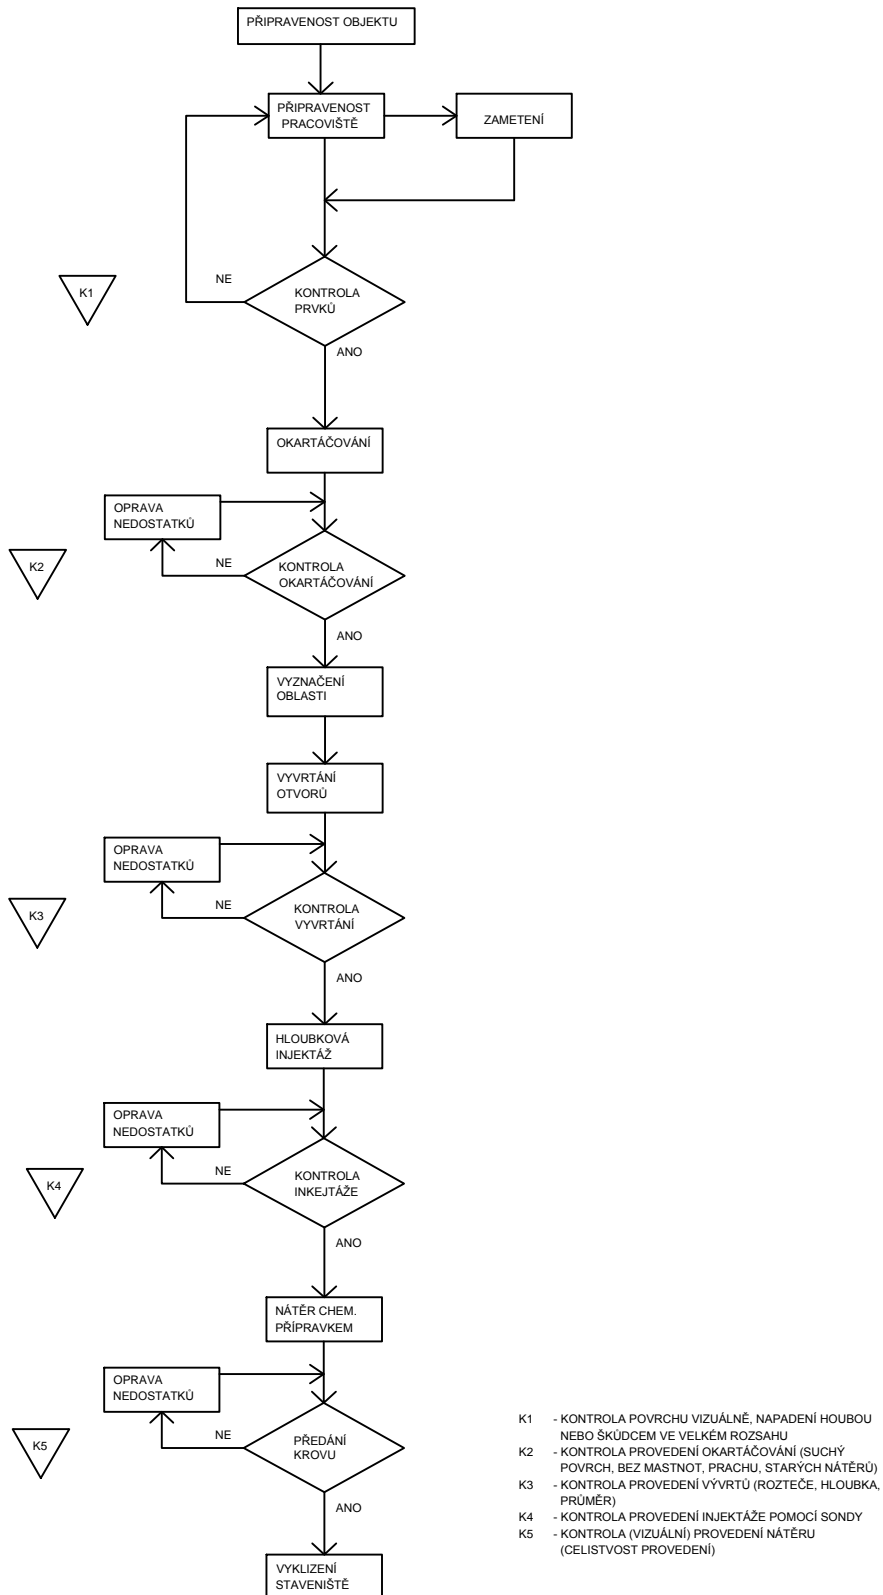 PŘIPRAVENOST OBJEKTU
PŘIPRAVENOST
PRACOVIŠTĚ
ZAMETENÍ
K1
NE
KONTROLA
PRVKŮ
ANO
OKARTÁČOVÁNÍ
OPRAVA
NEDOSTATKŮ
K2
NE
KONTROLA
OKARTÁČOVÁNÍ
ANO
VYZNAČENÍ
OBLASTI
VYVRTÁNÍ
OTVORŮ
OPRAVA
NEDOSTATKŮ
K3
NE
KONTROLA
VYVRTÁNÍ
ANO
HLOUBKOVÁ
INJEKTÁŽ
OPRAVA
NEDOSTATKŮ
K4
NE
KONTROLA
INKEJTÁŽE
ANO
NÁTĚR CHEM.
PŘÍPRAVKEM
OPRAVA
NEDOSTATKŮ
K5
NE
PŘEDÁNÍ
KROVU
ANO
VYKLIZENÍ
STAVENIŠTĚ
K1 - KONTROLA POVRCHU VIZUÁLNĚ, NAPADENÍ HOUBOU
NEBO ŠKŮDCEM VE VELKÉM ROZSAHU
K2 - KONTROLA PROVEDENÍ OKARTÁČOVÁNÍ (SUCHÝ
POVRCH, BEZ MASTNOT, PRACHU, STARÝCH NÁTĚRŮ)
K3 - KONTROLA PROVEDENÍ VÝVRTŮ (ROZTEČE, HLOUBKA,
PRŮMĚR)
K4 - KONTROLA PROVEDENÍ INJEKTÁŽE POMOCÍ SONDY
K5 - KONTROLA (VIZUÁLNÍ) PROVEDENÍ NÁTĚRU
(CELISTVOST PROVEDENÍ)